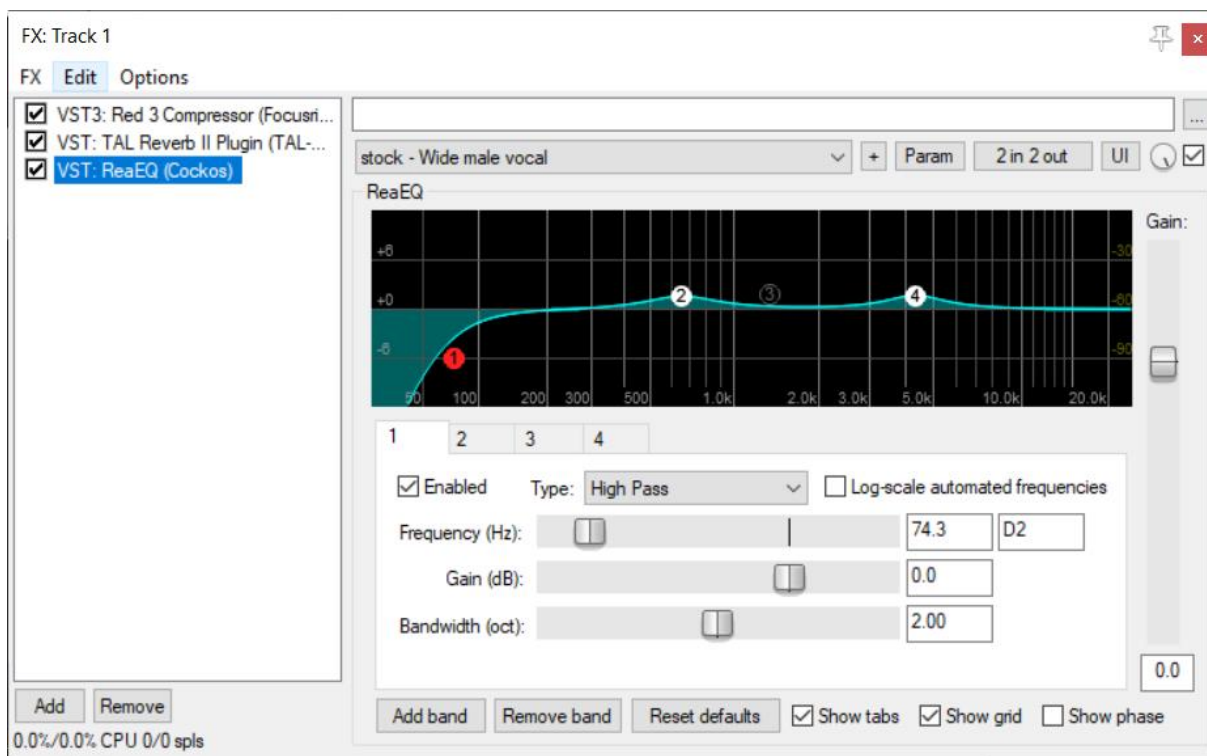 FX: Track 1
FX Edit Options
VST3: Red 3 Compressor (Focusri...
VST: TAL Reverb II Plugin (TAL-...
VST: ReaEQ (Cockos)
Add Remove
0.0%/0.0% CPU 0/0 spls
...
stock - Wide male vocal + Param 2 in 2 out UI
ReaEQ
Gain:
+6 -30
2 3 4
+0 -60
-6 1 -90
50 100 200 300 500 1.0k 2.0k 3.0k 5.0k 10.0k 20.0k
1 2 3 4
Enabled Type: High Pass Log-scale automated frequencies
Frequency (Hz): 74.3 D2
Gain (dB): 0.0
Bandwidth (oct): 2.00
0.0
Add band Remove band Reset defaults Show tabs Show grid Show phase